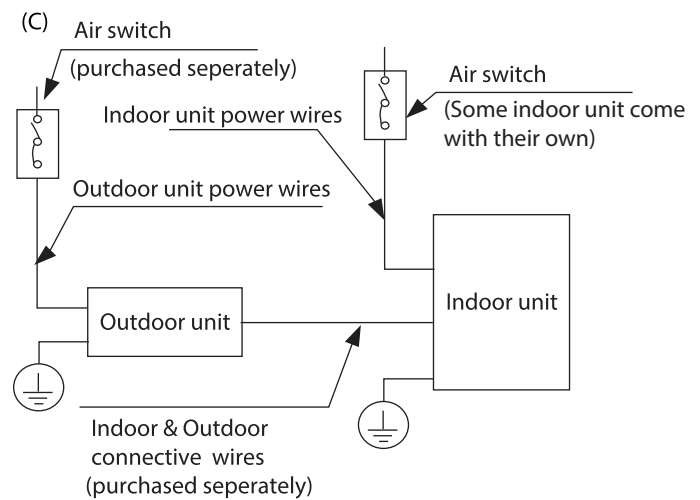 (C)
Air switch
(purchased seperately)
Air switch
(Some indoor unit come
with their own)
Indoor unit power wires
Outdoor unit power wires
Indoor unit
Outdoor unit
Indoor & Outdoor
connective wires
(purchased seperately)